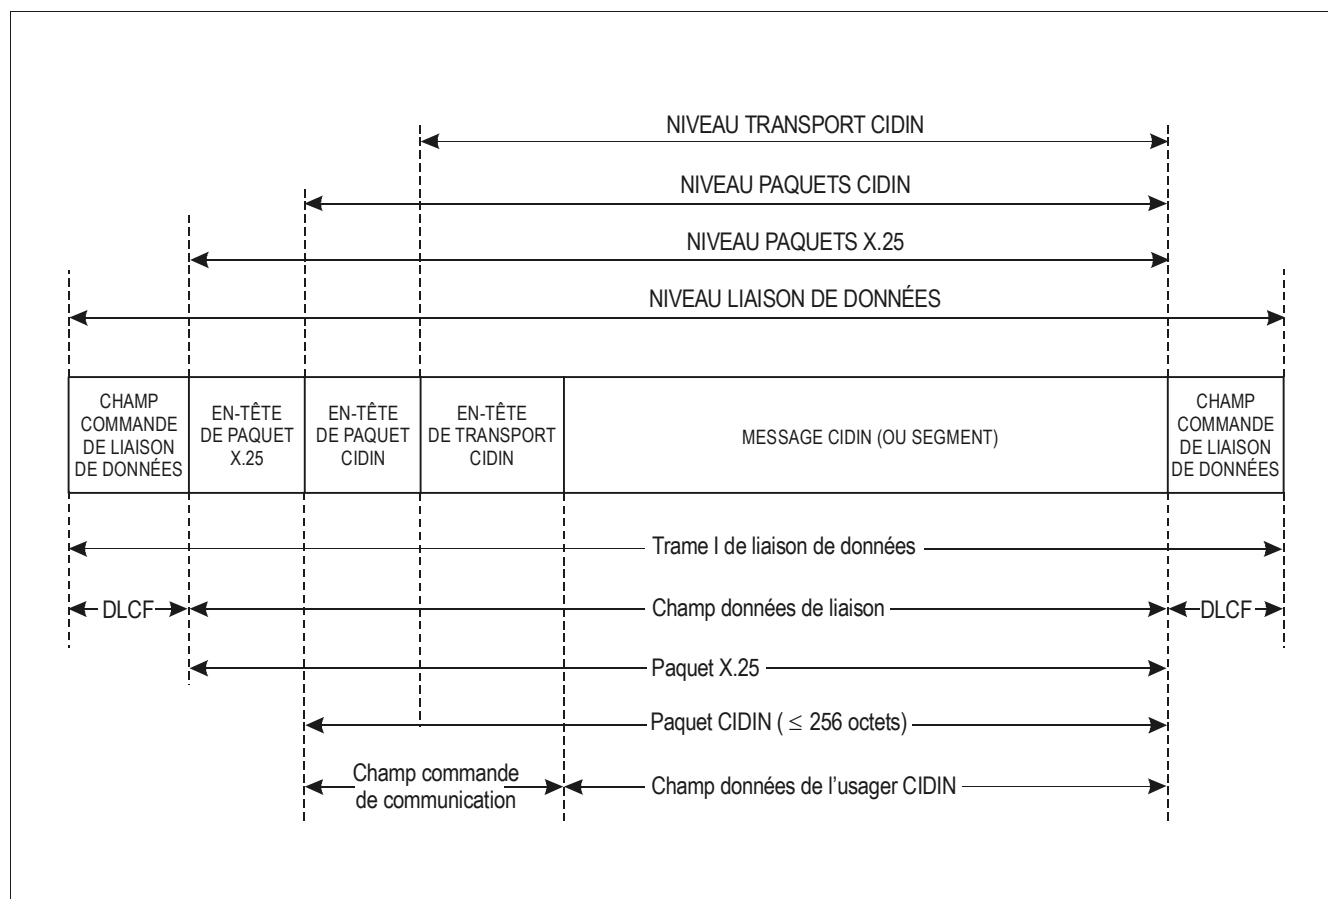 NIVEAU TRANSPORT CIDIN
NIVEAU PAQUETS CIDIN
NIVEAU PAQUETS X.25
NIVEAU LIAISON DE DONNÉES
CHAMP
COMMANDE
DE LIAISON
DE DONNÉES
EN-TÊTE
DE PAQUET
X.25
EN-TÊTE
DE PAQUET
CIDIN
EN-TÊTE
DE TRANSPORT
CIDIN
MESSAGE CIDIN (OU SEGMENT)
CHAMP
COMMANDE
DE LIAISON
DE DONNÉES
Trame I de liaison de données
DLCF
Champ données de liaison
DLCF
Paquet X.25
Paquet CIDIN ( ≤ 256 octets)
Champ commande
de communication
Champ données de l’usager CIDIN